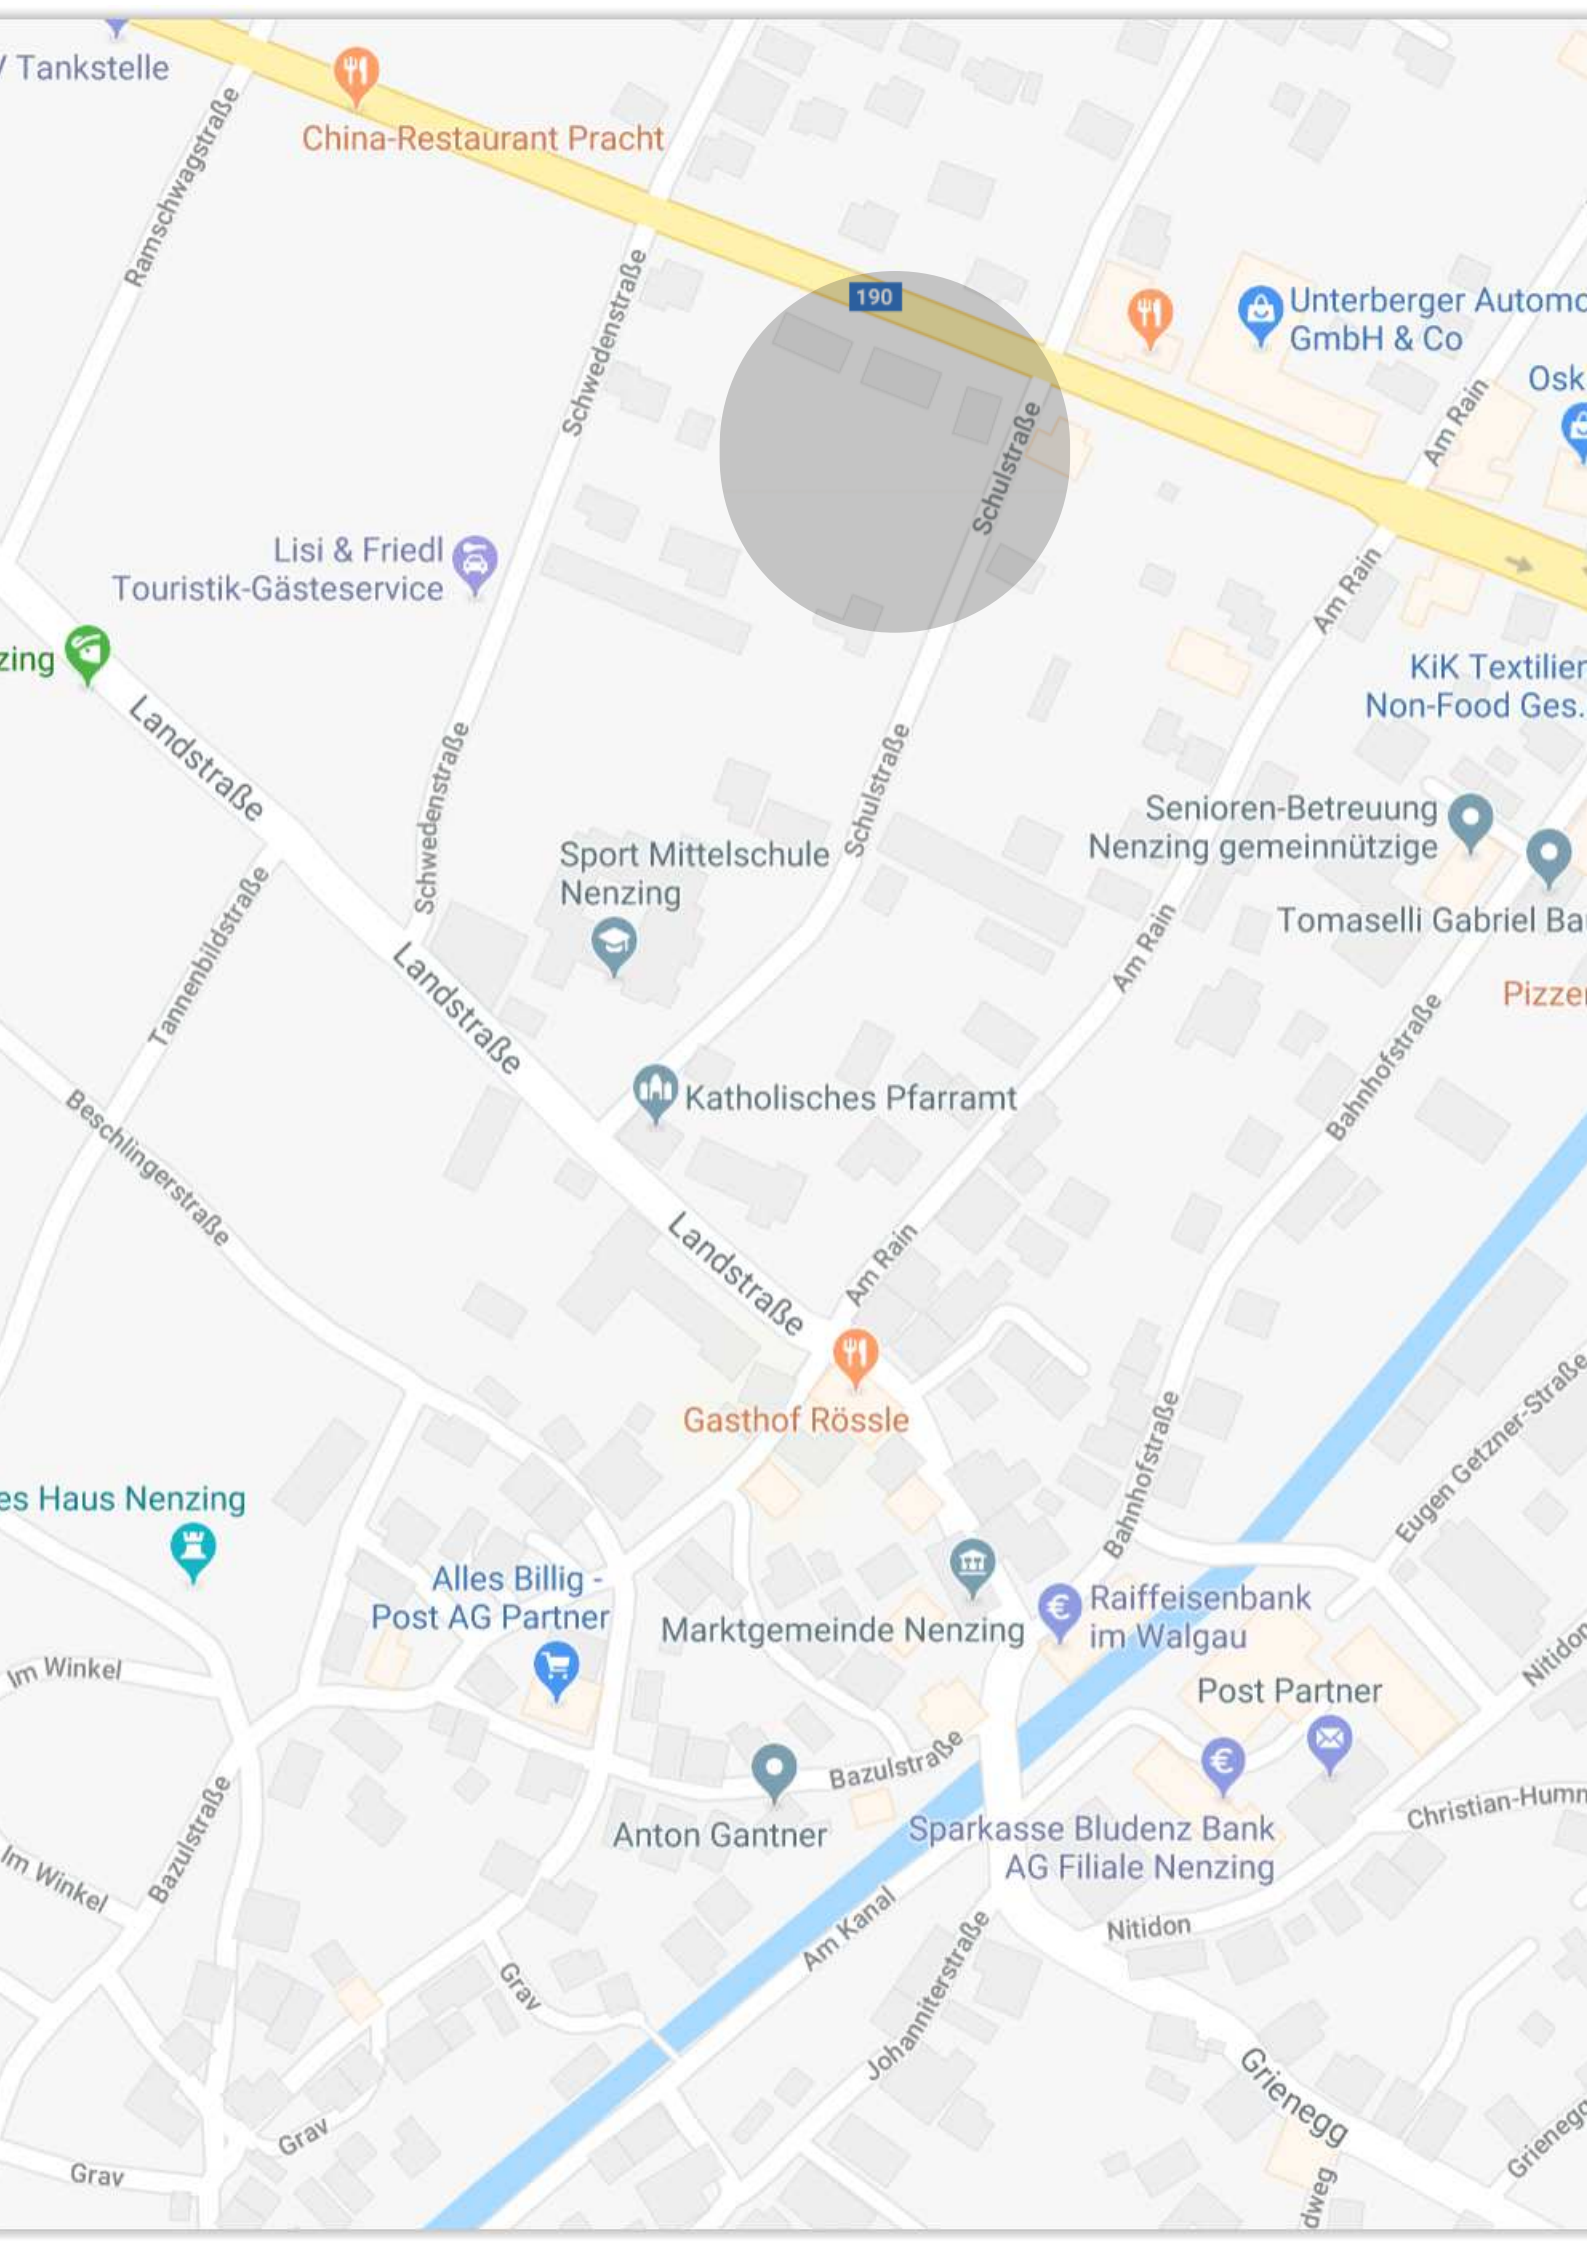 / Tankstelle
China-Restaurant Pracht
Ramschwagstraße
Schwedenstraße
190
Unterberger Automo
GmbH & Co
Osk
Am Rain
Schulstraße
Lisi & Friedl
Touristik-Gästeservice
Am Rain
zing
KiK Textilien
Non-Food Ges.
Landstraße
Schwedenstraße
Schulstraße
Senioren-Betreuung
Nenzing gemeinnützige
Sport Mittelschule
Nenzing
Tannenbildstraße
Tomaselli Gabriel Ba
Am Rain
Landstraße
Pizzer
Bahnhofstraße
Katholisches Pfarramt
Beschlingerstraße
Landstraße
Am Rain
Gasthof Rössle
Bahnhofstraße
Eugen Getzner-Straße
es Haus Nenzing
Alles Billig -
Post AG Partner
Marktgemeinde Nenzing
Raiffeisenbank
im Walgau
Im Winkel
Nitidon
Post Partner
Bazulstraße
Bazulstraße
Anton Gantner
Sparkasse Bludenz Bank
AG Filiale Nenzing
Christian-Humm
Im Winkel
Am Kanal
Nitidon
Johanniterstraße
Grav
Grienegg
Grav
Grienegg
Grav
dweg